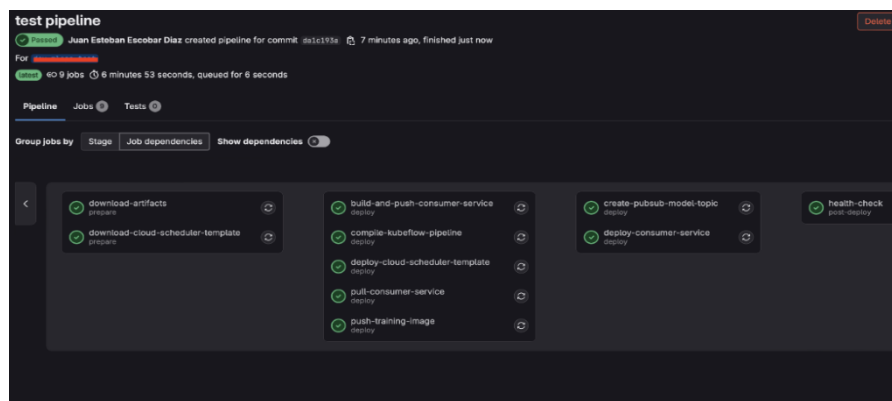 test pipeline
Delete
Passed Juan Esteban Escobar Diaz created pipeline for commit da1c193a 7 minutes ago, finished just now
For
latest 9 jobs 6 minutes 53 seconds, queued for 6 seconds
Pipeline Jobs 9 Tests 0
Group jobs by Stage Job dependencies Show dependencies
download-artifacts
prepare
download-cloud-scheduler-template
prepare
build-and-push-consumer-service
deploy
compile-kubeflow-pipeline
deploy
deploy-cloud-scheduler-template
deploy
pull-consumer-service
deploy
push-training-image
deploy
create-pubsub-model-topic
deploy
deploy-consumer-service
deploy
health-check
post-deploy